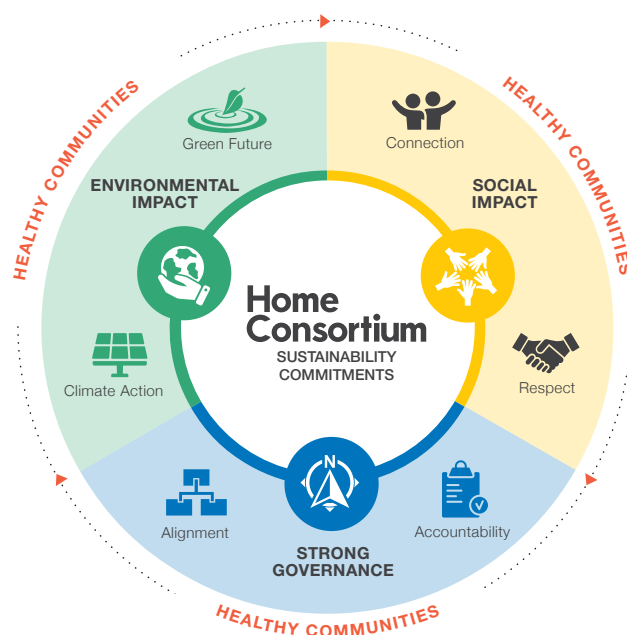 HEALTHY COMMUNITIES
HEALTHY COMMUNITIES
Green Future
Connection
ENVIRONMENTAL
IMPACT
SOCIAL
IMPACT
Home
Consortium
SUSTAINABILITY
COMMITMENTS
Climate Action
Respect
N
Alignment
Accountability
STRONG
GOVERNANCE
HEALTHY COMMUNITIES